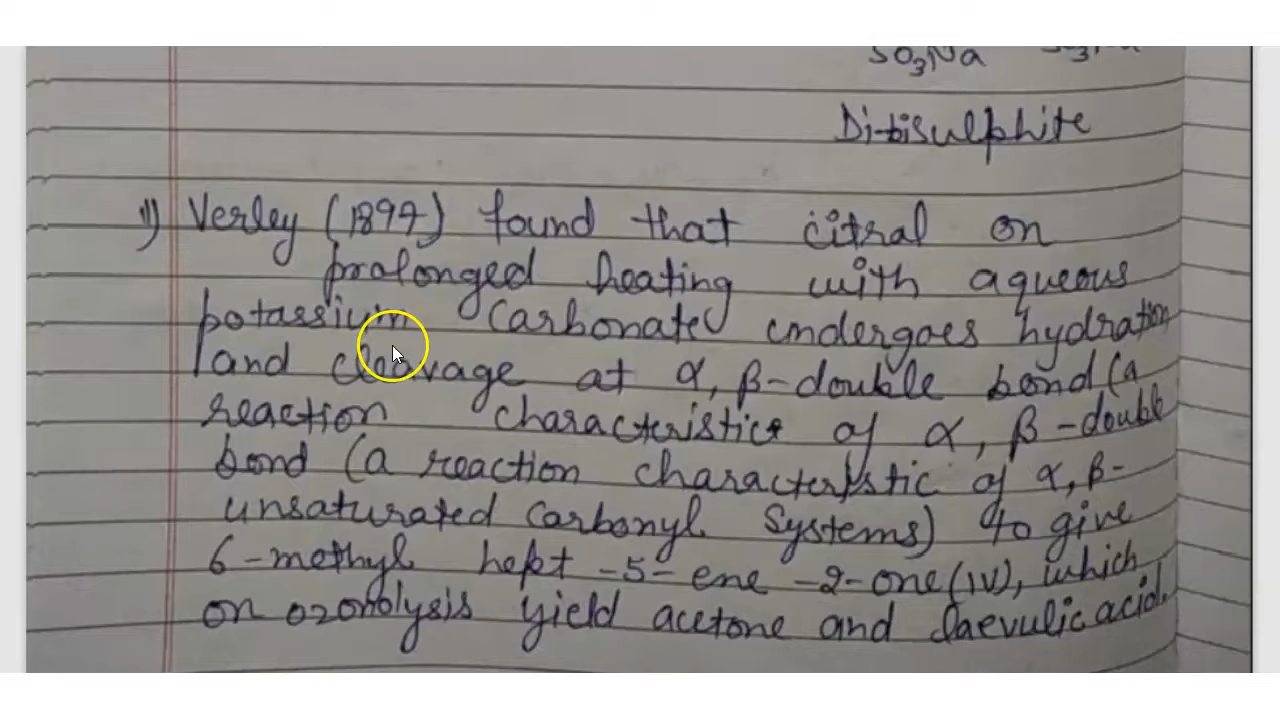 SO3Na SO3Na
Di-bisulphite
11) Verley (1897) found that citral on
prolonged heating with aqueous
potassium carbonate undergoes hydration
and cleavage at α, β-double bond (a
reaction characteristics of α, β-double
bond (a reaction characteristic of α, β-
unsaturated carbonyl systems) to give
6-methyl hept -5- ene -2-one (IV), which
on ozonolysis yield acetone and laevulic acid.